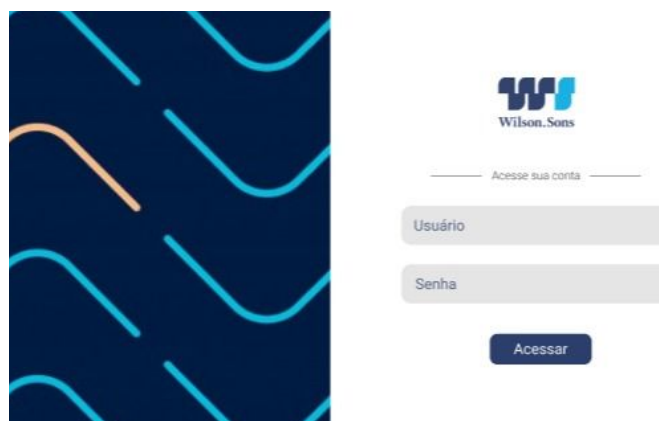 Wilson.Sons
Acesse sua conta
Usuário
Senha
Acessar